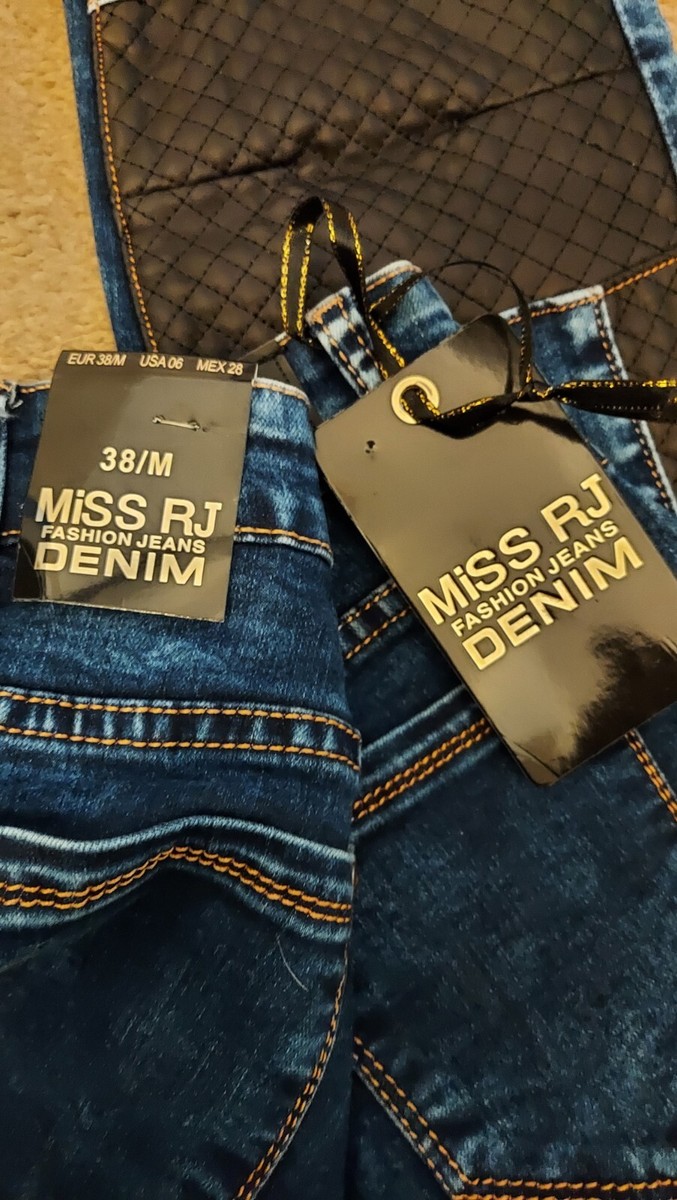 EUR 38/M USA 06 MEX 28
38/M
MiSS RJ
FASHION JEANS
DENIM
MiSS RJ
FASHION JEANS
DENIM